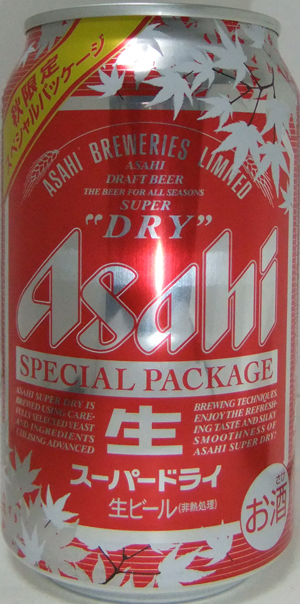 秋限定
スペシャルパッケージ
ASAHI BREWERIES LIMITED
ASAHI
DRAFT BEER
THE BEER FOR ALL SEASONS
SUPER
"DRY"
Asahi
SPECIAL PACKAGE
ASAHI SUPER DRY IS
BREWED USING CARE-
FULLY SELECTED YEAST
AND INGREDIENTS
UTILISING ADVANCED
BREWING TECHNIQUES.
ENJOY THE REFRESH-
ING TASTE AND SILKY
SMOOTHNESS OF
ASAHI SUPER DRY!
生
スーパードライ
生ビール(非熱処理)
さけ
お酒